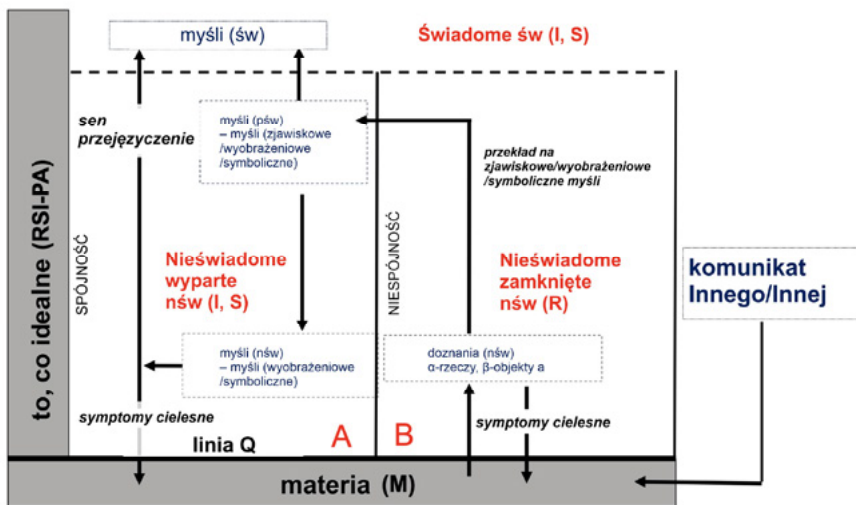 myśli (św)
Świadome św (I, S)
sen
przejęzyczenie
myśli (pśw)
– myśli (zjawiskowe
/wyobrażeniowe
/symboliczne)
przekład na
zjawiskowe/wyobrażeniowe
/symboliczne myśli
to, co idealne (RSI-PA)
SPÓJNOŚĆ
Nieświadome
wyparte
nśw (I, S)
NIESPÓJNOŚĆ
Nieświadome
zamknięte
nśw (R)
komunikat
Innego/Innej
myśli (nśw)
– myśli (wyobrażeniowe
/symboliczne)
doznania (nśw)
α-rzeczy, β-objekty a
symptomy cielesne
symptomy cielesne
linia Q
A
B
materia (M)